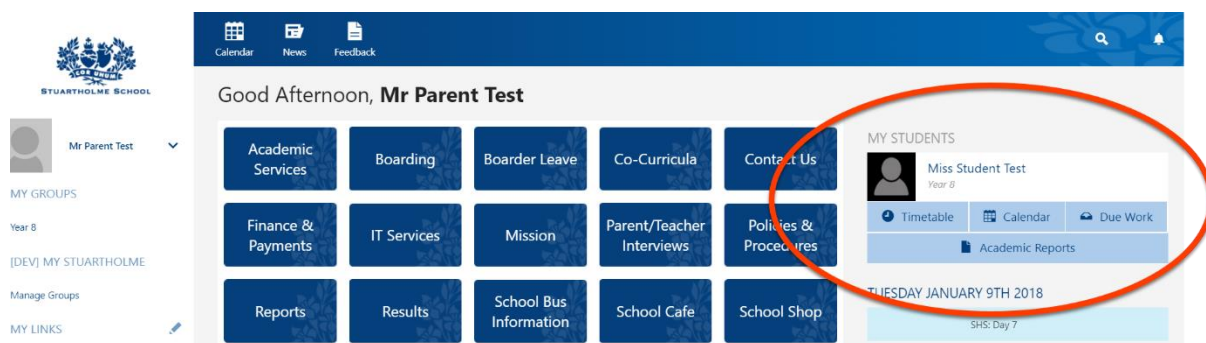 COR UNUM
STUARTHOLME SCHOOL
Mr Parent Test
MY GROUPS
Year 8
[DEV] MY STUARTHOLME
Manage Groups
MY LINKS
Calendar
News
Feedback
Good Afternoon, Mr Parent Test
Academic
Services
Boarding
Boarder Leave
Co-Curricula
Contact Us
Finance &
Payments
IT Services
Mission
Parent/Teacher
Interviews
Policies &
Procedures
Reports
Results
School Bus
Information
School Cafe
School Shop
MY STUDENTS
Miss Student Test
Year 8
Timetable
Calendar
Due Work
Academic Reports
TUESDAY JANUARY 9TH 2018
SHS: Day 7